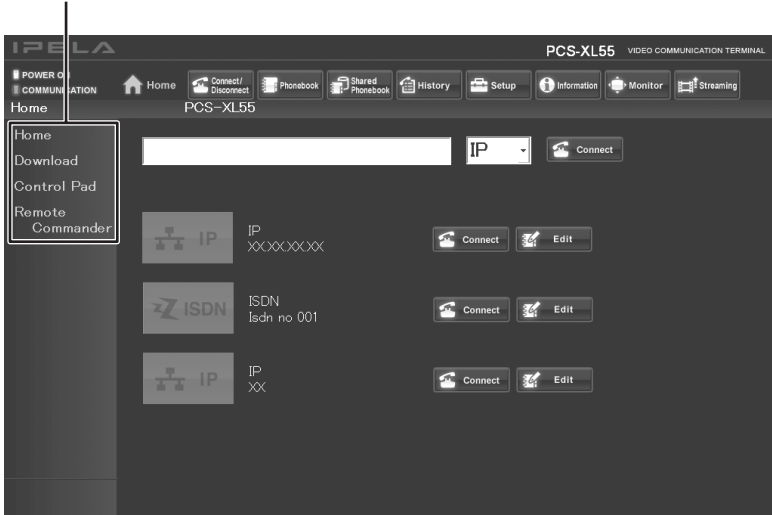 IPELA
PCS-XL55 VIDEO COMMUNICATION TERMINAL
POWER ON
COMMUNICATION
Home
Connect/
Disconnect
Phonebook
Shared
Phonebook
History
Setup
Information
Monitor
Streaming
Home
PCS-XL55
Home
Download
Control Pad
Remote
Commander
IP
Connect
IP
IP
XX.XX.XX.XX
Connect
Edit
ISDN
ISDN
Isdn no 001
Connect
Edit
IP
IP
XX
Connect
Edit